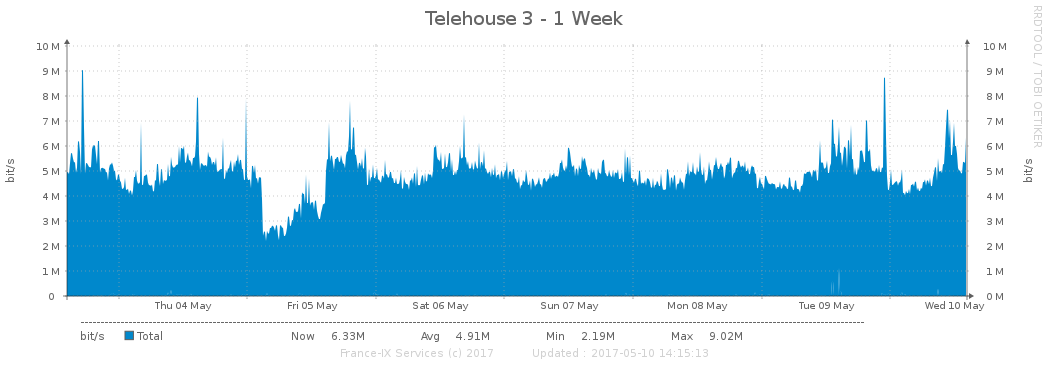 Telehouse 3 - 1 Week
RRDTOOL / TOBI OETIKER
bit/s
bit/s
10 M 10 M
9 M 9 M
8 M 8 M
7 M 7 M
6 M 6 M
5 M 5 M
4 M 4 M
3 M 3 M
2 M 2 M
1 M 1 M
0 0 M
Thu 04 May Fri 05 May Sat 06 May Sun 07 May Mon 08 May Tue 09 May Wed 10 May
bit/s Total Now 6.33M Avg 4.91M Min 2.19M Max 9.02M
France-IX Services (c) 2017 Updated : 2017-05-10 14:15:13